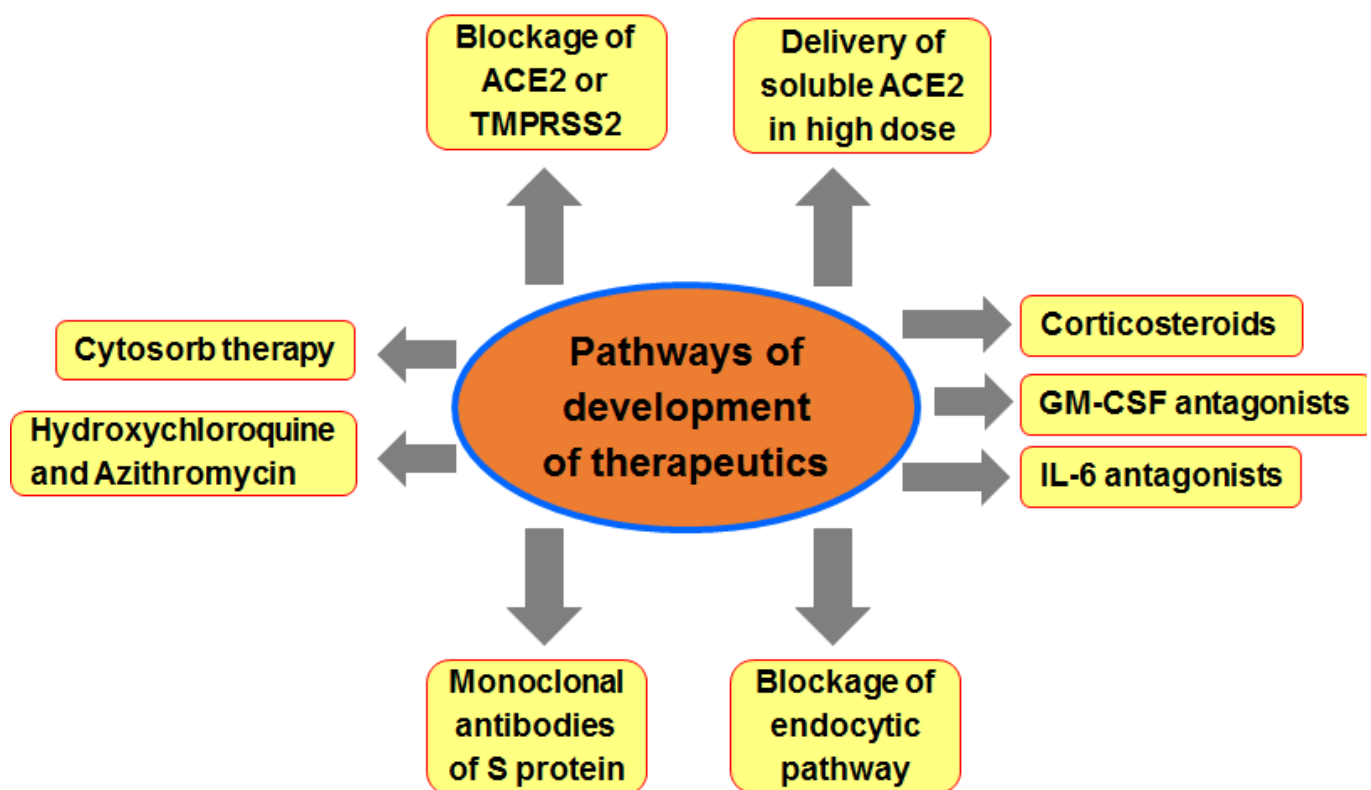 Blockage of
ACE2 or
TMPRSS2
Delivery of
soluble ACE2
in high dose
Cytosorb therapy
Hydroxychloroquine
and Azithromycin
Pathways of
development
of therapeutics
Corticosteroids
GM-CSF antagonists
IL-6 antagonists
Monoclonal
antibodies
of S protein
Blockage of
endocytic
pathway